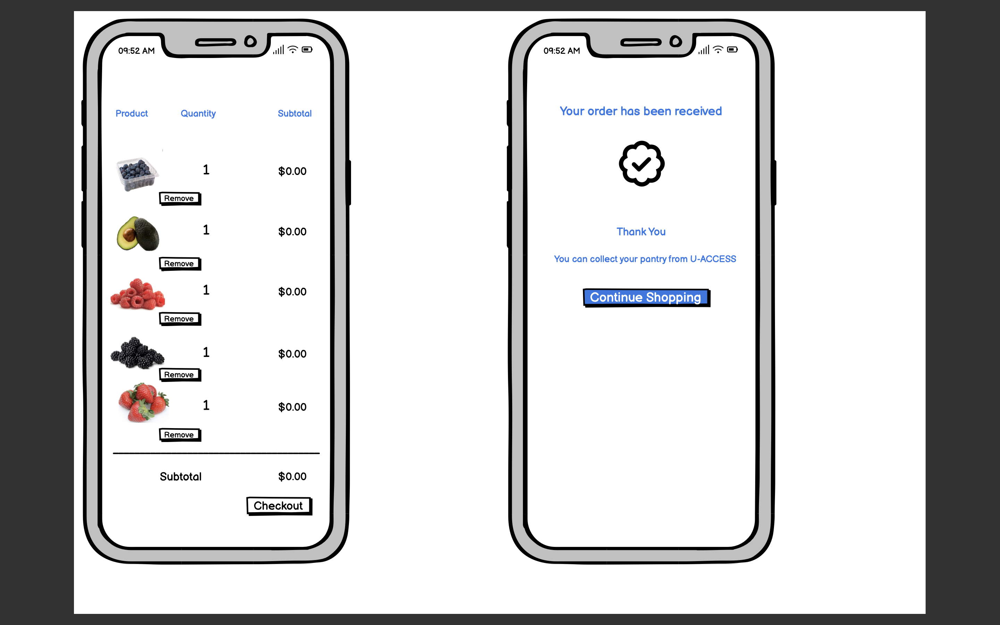 09:52 AM
Product Quantity Subtotal
1 $0.00
Remove
1 $0.00
Remove
1 $0.00
Remove
1 $0.00
Remove
1 $0.00
Remove
Subtotal $0.00
Checkout
09:52 AM
Your order has been received
Thank You
You can collect your pantry from U-ACCESS
Continue Shopping